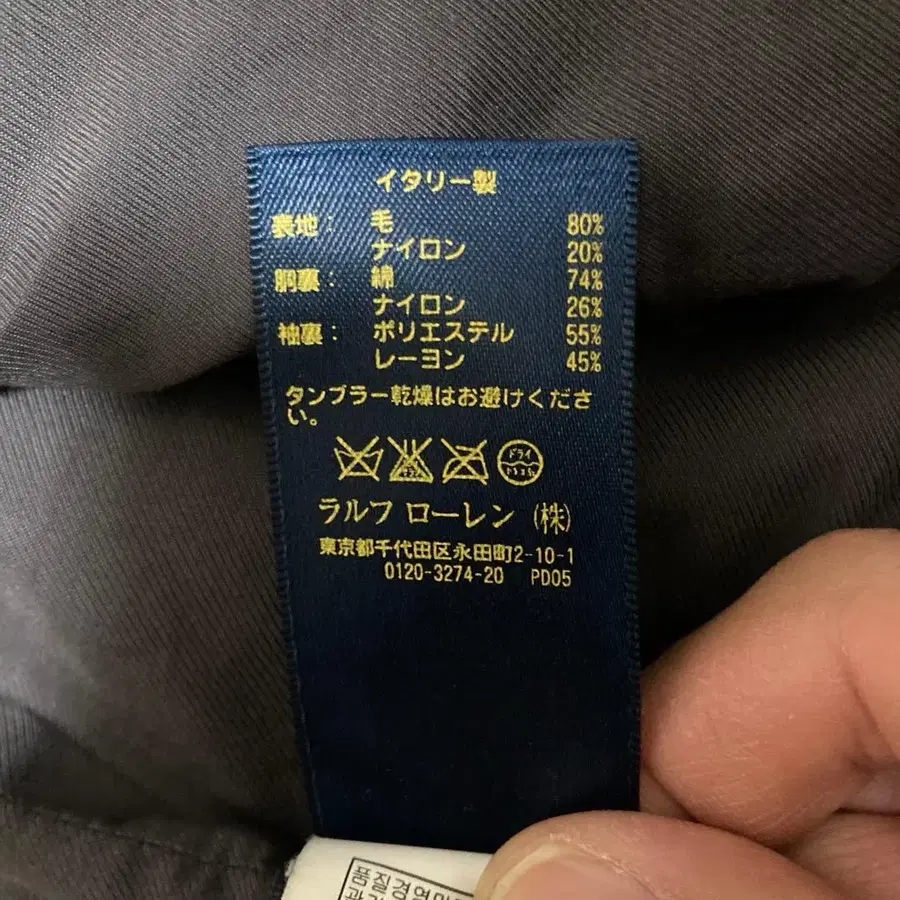 イタリー製
表地: 毛 80%
ナイロン 20%
胴裏: 綿 74%
ナイロン 26%
袖裏: ポリエステル 55%
レーヨン 45%
タンブラー乾燥はお避けくださ
い。
ドライ
ラルフ ローレン (株)
東京都千代田区永田町2-10-1
0120-3274-20 PD05
품질경영